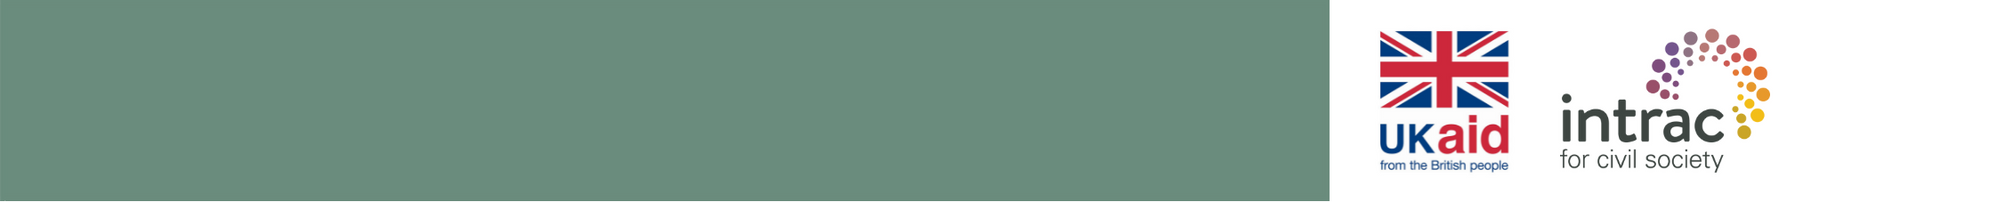 UKaid
from the British people
intrac
for civil society